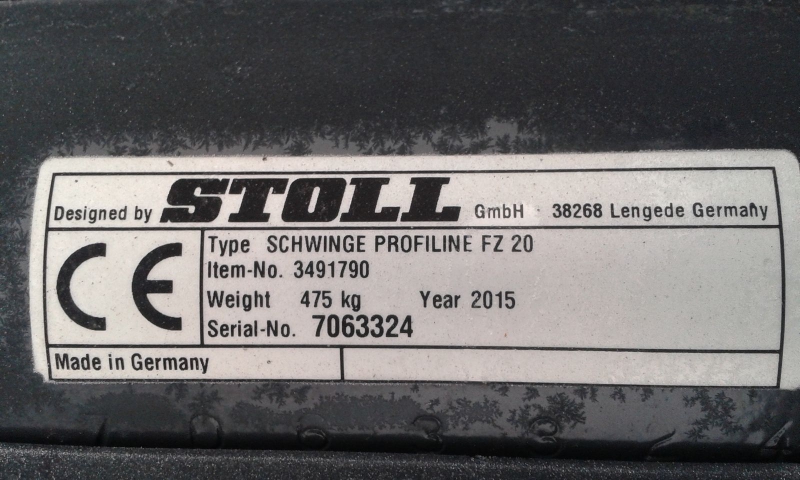 Designed by STOLL GmbH 38268 Lengede Germany
CE
Type SCHWINGE PROFILINE FZ 20
Item-No. 3491790
Weight 475 kg Year 2015
Serial-No. 7063324
Made in Germany